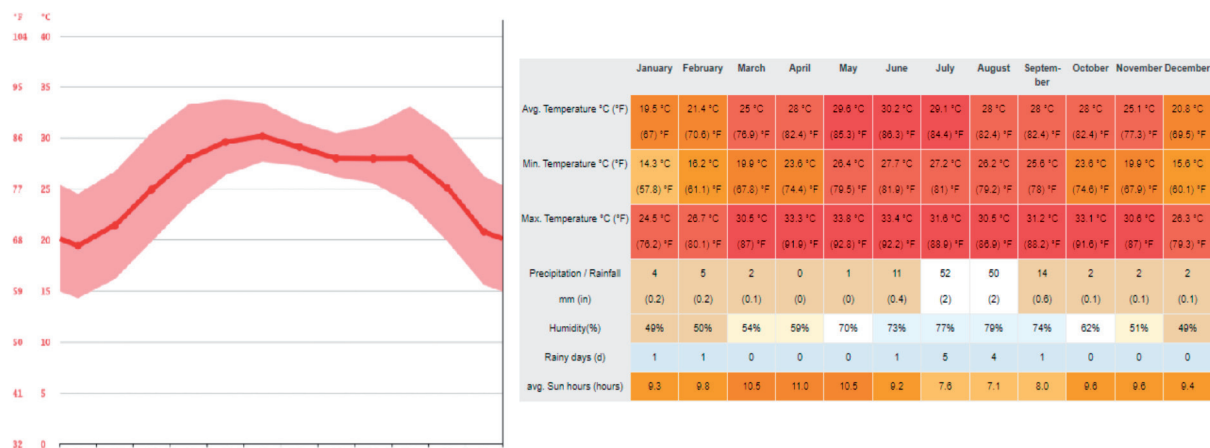 °F °C
104 40
95 35
86 30
77 25
68 20
59 15
50 10
41 5
32 0
January February March April May June July August Septem- October November December
ber
Avg. Temperature °C (°F) 19.5 °C 21.4 °C 25 °C 28 °C 29.6 °C 30.2 °C 29.1 °C 28 °C 28 °C 28 °C 25.1 °C 20.8 °C
(67) °F (70.6) °F (76.9) °F (82.4) °F (85.3) °F (86.3) °F (84.4) °F (82.4) °F (82.4) °F (82.4) °F (77.3) °F (69.5) °F
Min. Temperature °C (°F) 14.3 °C 16.2 °C 19.9 °C 23.6 °C 26.4 °C 27.7 °C 27.2 °C 26.2 °C 25.6 °C 23.6 °C 19.9 °C 15.6 °C
(57.8) °F (61.1) °F (67.8) °F (74.4) °F (79.5) °F (81.9) °F (81) °F (79.2) °F (78) °F (74.6) °F (67.9) °F (60.1) °F
Max. Temperature °C (°F) 24.5 °C 26.7 °C 30.5 °C 33.3 °C 33.8 °C 33.4 °C 31.6 °C 30.5 °C 31.2 °C 33.1 °C 30.6 °C 26.3 °C
(76.2) °F (80.1) °F (87) °F (91.9) °F (92.8) °F (92.2) °F (88.9) °F (86.9) °F (88.2) °F (91.6) °F (87) °F (79.3) °F
Precipitation / Rainfall 4 5 2 0 1 11 52 50 14 2 2 2
mm (in) (0.2) (0.2) (0.1) (0) (0) (0.4) (2) (2) (0.6) (0.1) (0.1) (0.1)
Humidity(%) 49% 50% 54% 59% 70% 73% 77% 79% 74% 62% 51% 49%
Rainy days (d) 1 1 0 0 0 1 5 4 1 0 0 0
avg. Sun hours (hours) 9.3 9.8 10.5 11.0 10.5 9.2 7.6 7.1 8.0 9.6 9.6 9.4